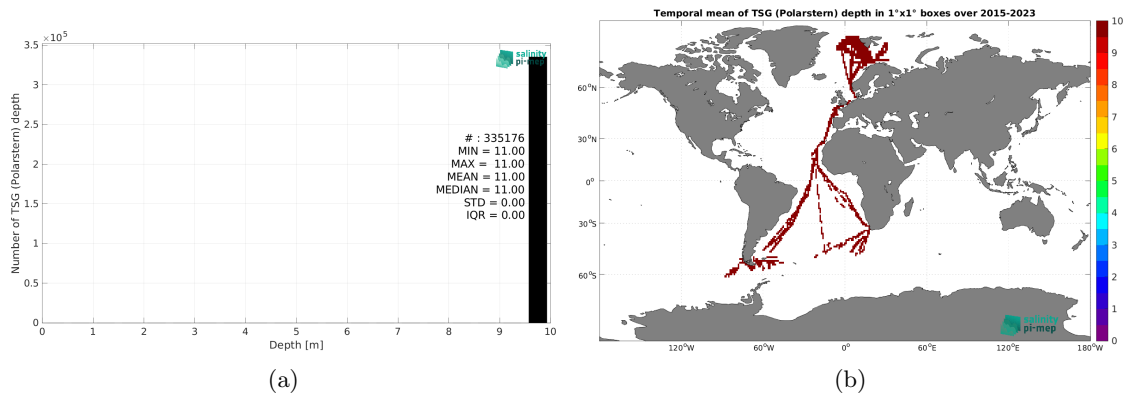 x 10⁵
3.5
3
2.5
2
1.5
1
0.5
0
Number of TSG (Polarstern) depth
salinity
pi-mep
# : 335176
MIN = 11.00
MAX = 11.00
MEAN = 11.00
MEDIAN = 11.00
STD = 0.00
IQR = 0.00
0 1 2 3 4 5 6 7 8 9 10
Depth [m]
(a)
Temporal mean of TSG (Polarstern) depth in 1°x1° boxes over 2015-2023
60°N
30°N
0°
30°S
60°S
120°W 60°W 0° 60°E 120°E 180°W
salinity
pi-mep
10
9
8
7
6
5
4
3
2
1
0
(b)